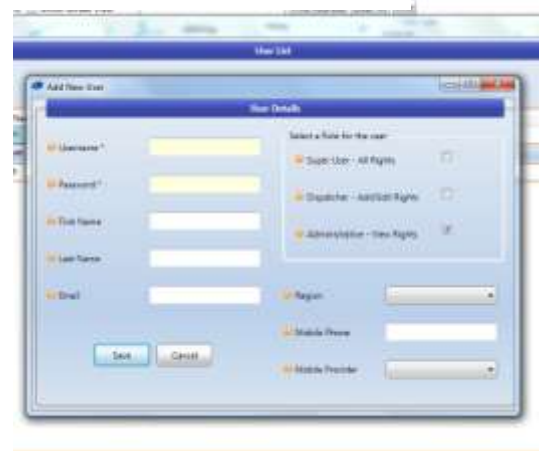 User List
Add New User
User Details
Username *
Password *
First Name
Last Name
Email
Save
Cancel
Select a Role for the user
Super User - All Rights
Dispatcher - Add/Edit Rights
Administrative - View Rights
Region
Mobile Phone
Mobile Provider